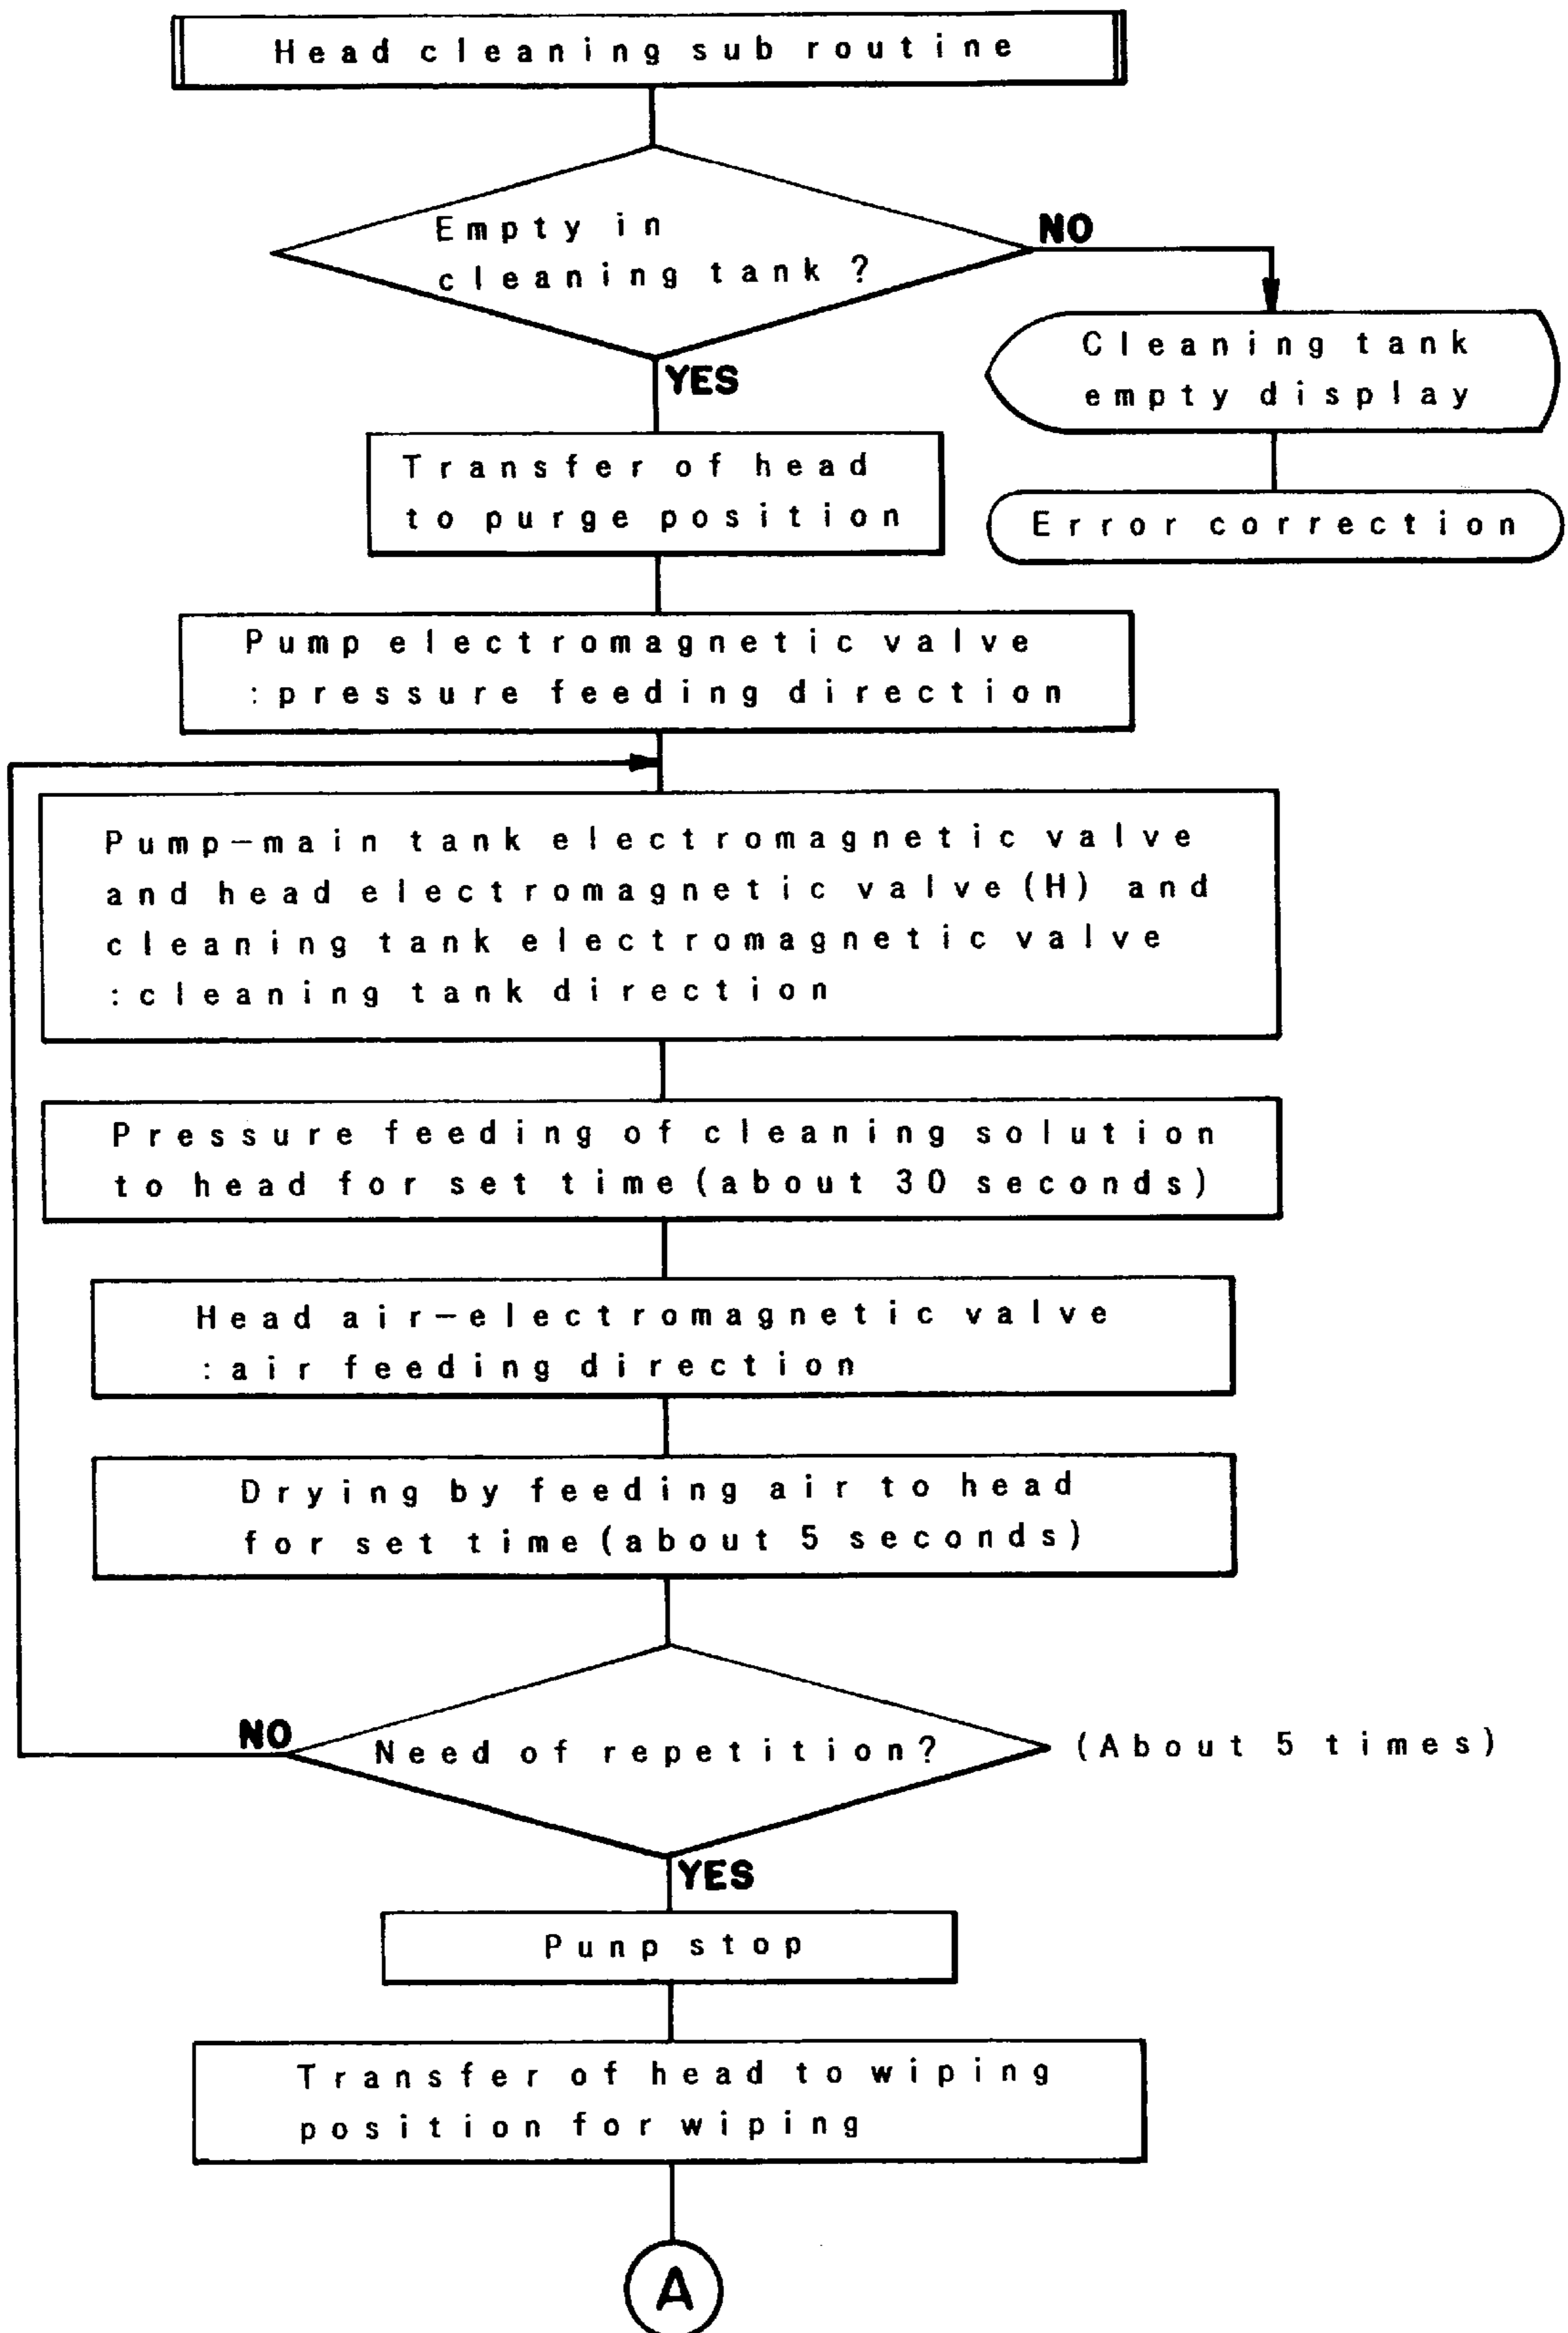 Head cleaning sub routine
Empty in
cleaning tank ?
NO
YES
Cleaning tank
empty display
Error correction
Transfer of head
to purge position
Pump electromagnetic valve
:pressure feeding direction
Pump-main tank electromagnetic valve
and head electromagnetic valve(H) and
cleaning tank electromagnetic valve
:cleaning tank direction
Pressure feeding of cleaning solution
to head for set time(about 30 seconds)
Head air-electromagnetic valve
:air feeding direction
Drying by feeding air to head
for set time(about 5 seconds)
NO
Need of repetition?
(About 5 times)
YES
Punp stop
Transfer of head to wiping
position for wiping
A